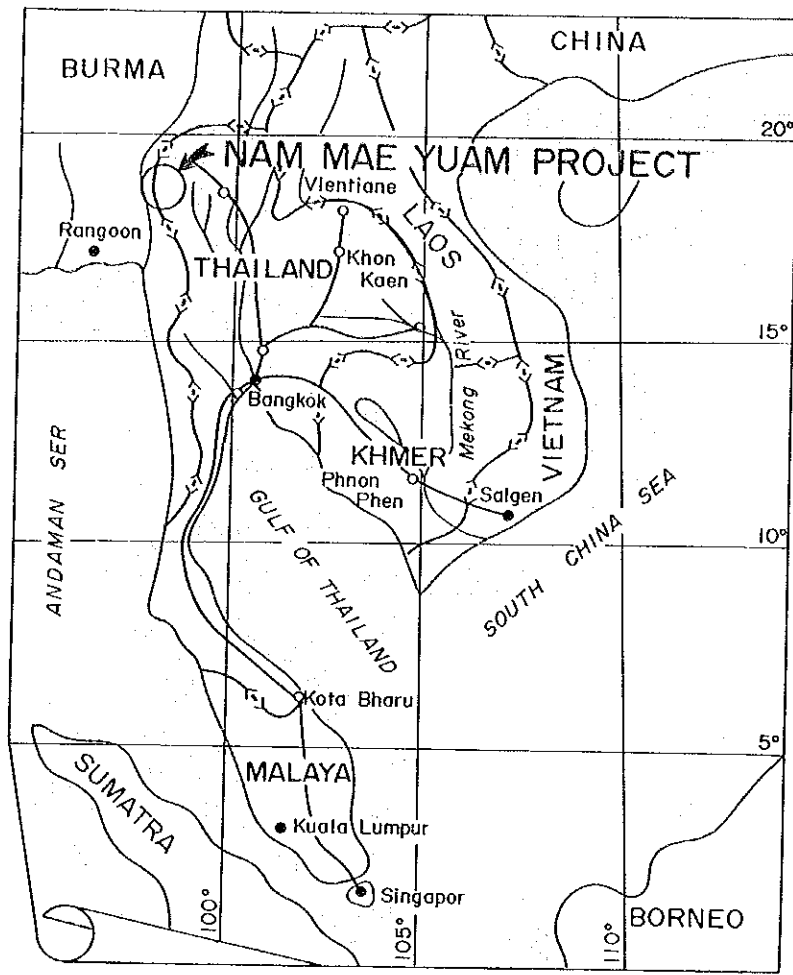 BURMA
CHINA
20°
NAM MAE YUAM PROJECT
Vientiane
LAOS
Rangoon
THAILAND
Khon
Kaen
15°
Mekong River
VIETNAM
Bangkok
KHMER
Phnon
Phen
Saigen
ANDAMAN SER
GULF OF THAILAND
SOUTH CHINA SEA
10°
Kota Bharu
5°
MALAYA
SUMATRA
Kuala Lumpur
Singapor
100°
105°
110°
BORNEO